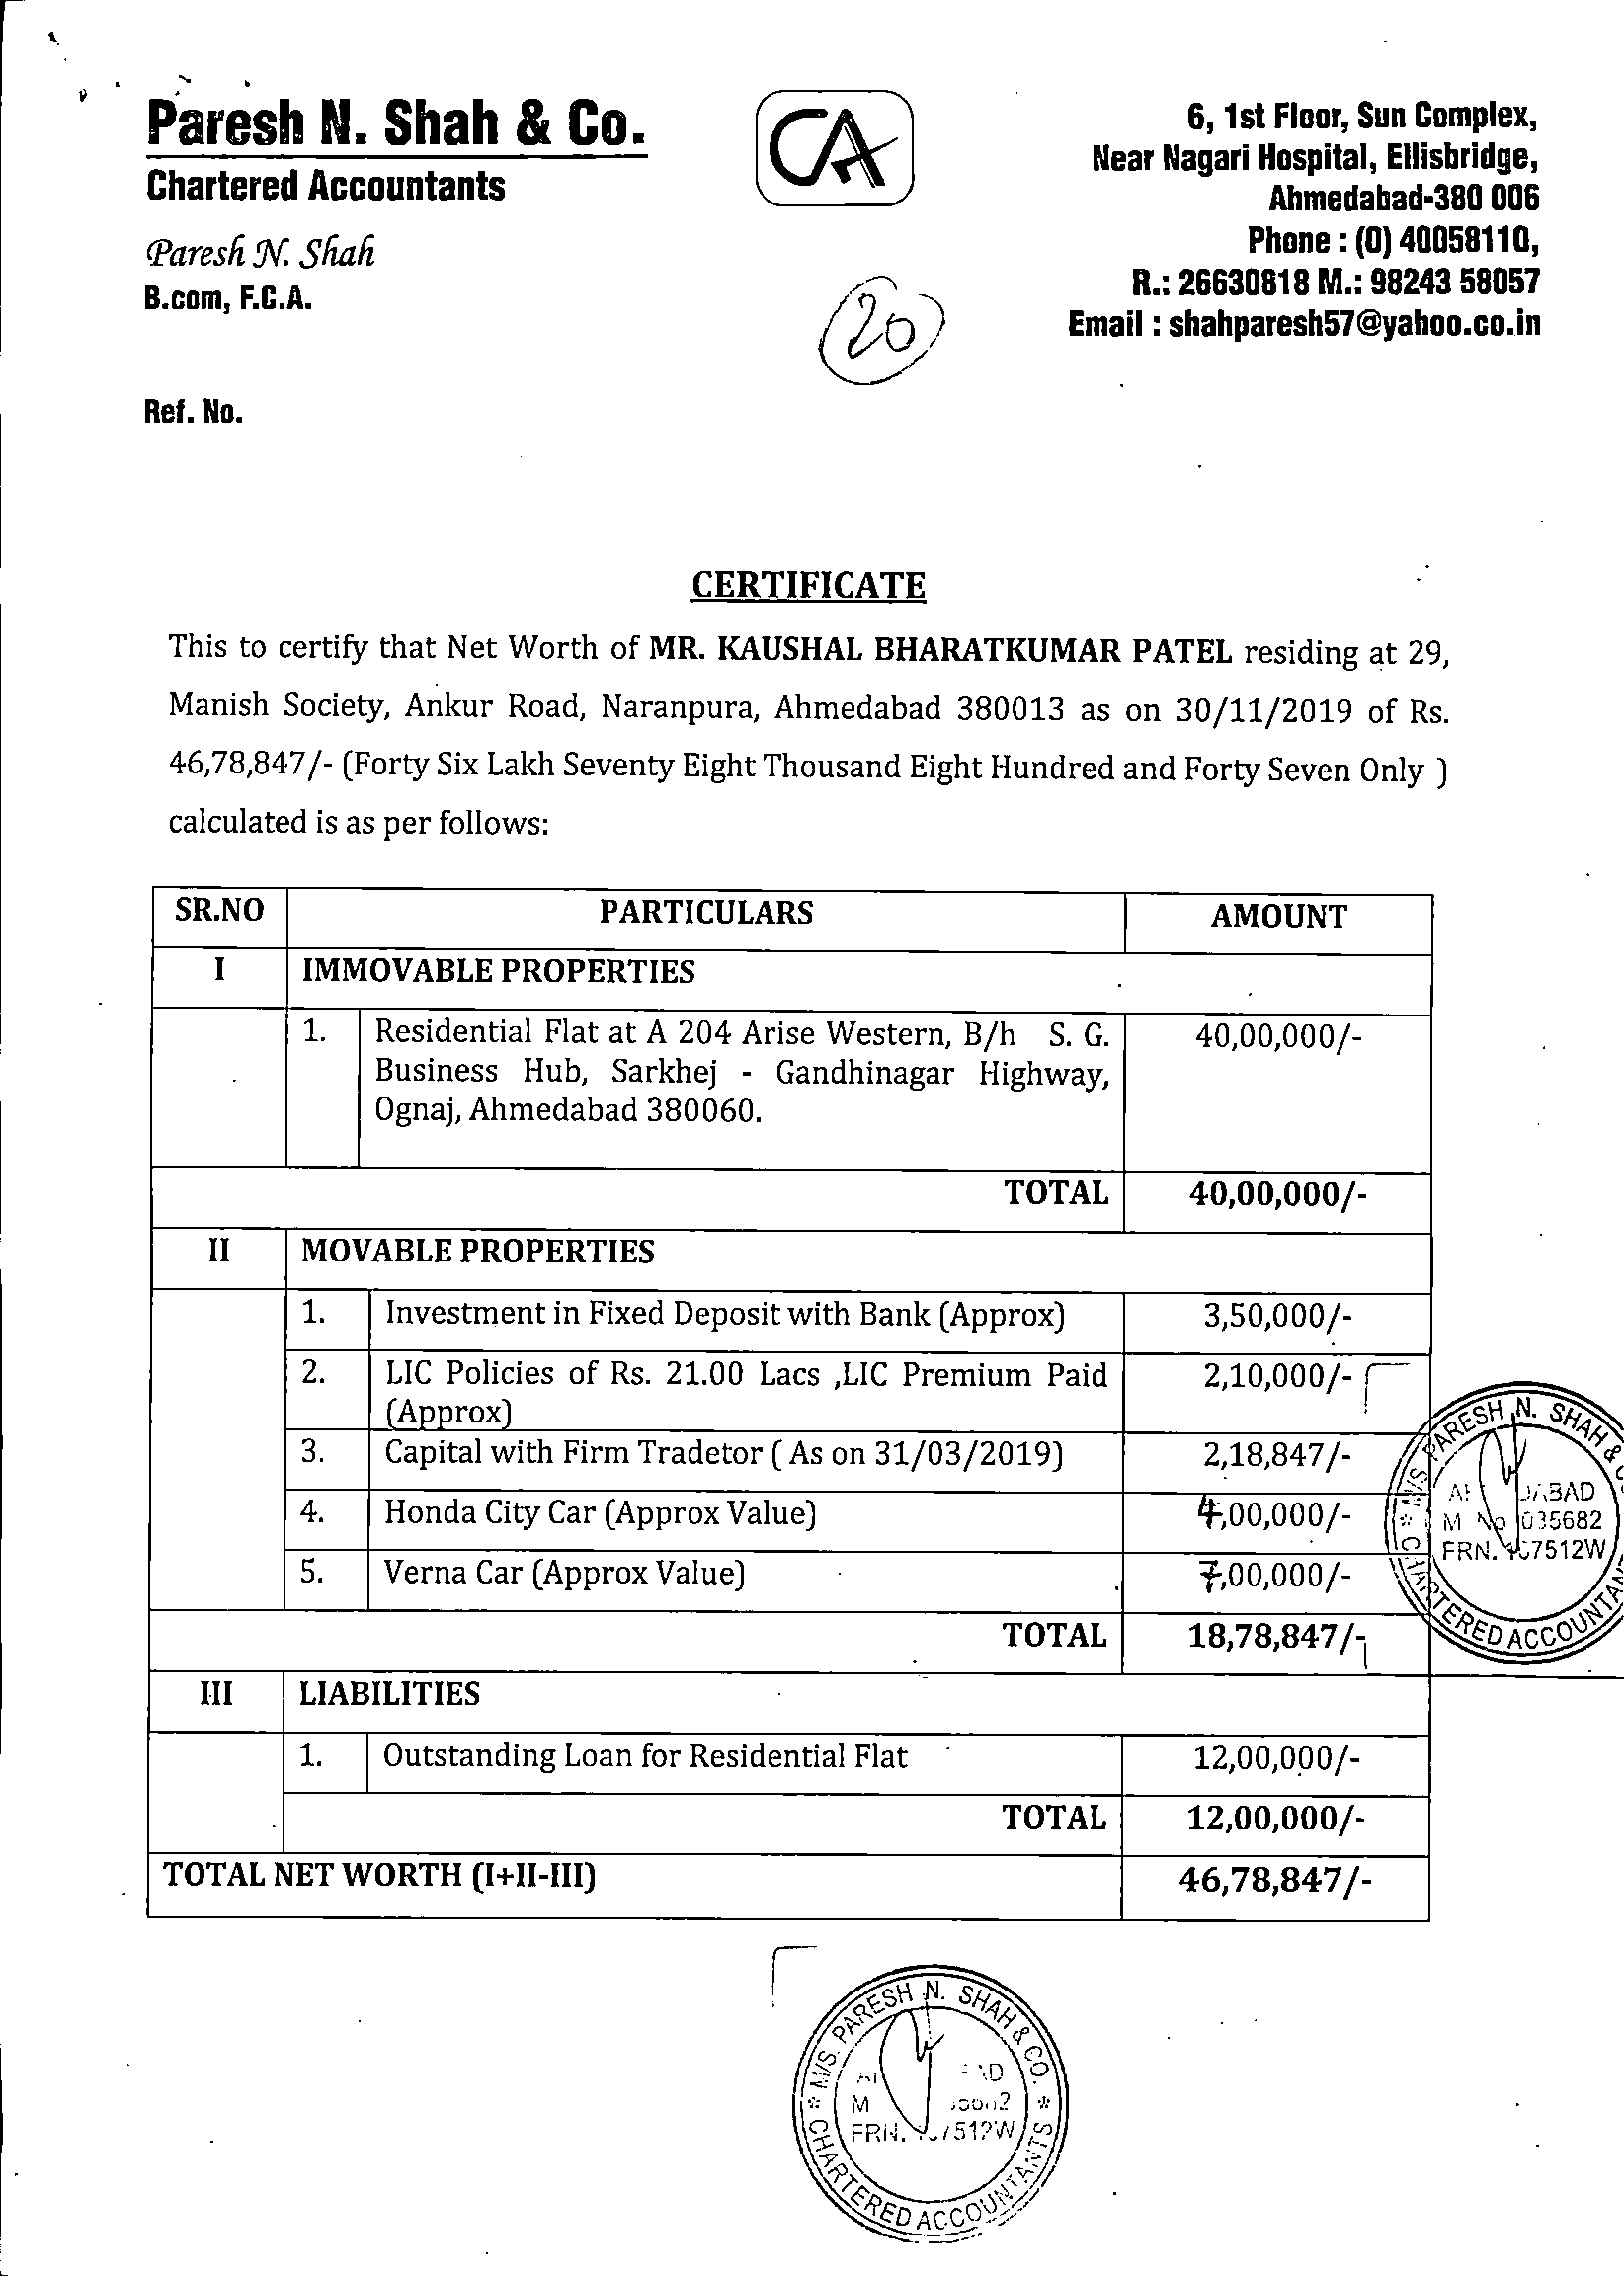 Paresh N. Shah & Co.
Chartered Accountants
Paresh N. Shah
B.com, F.C.A.
CA
6, 1st Floor, Sun Complex,
Near Nagari Hospital, Ellisbridge,
Ahmedabad-380 006
Phone : (O) 40058110,
R.: 26630818 M.: 98243 58057
Email : shahparesh57@yahoo.co.in
20
Ref. No.
CERTIFICATE
This to certify that Net Worth of MR. KAUSHAL BHARATKUMAR PATEL residing at 29,
Manish Society, Ankur Road, Naranpura, Ahmedabad 380013 as on 30/11/2019 of Rs.
46,78,847/- (Forty Six Lakh Seventy Eight Thousand Eight Hundred and Forty Seven Only )
calculated is as per follows:
SR.NO PARTICULARS AMOUNT
I IMMOVABLE PROPERTIES
1. Residential Flat at A 204 Arise Western, B/h S. G. 40,00,000/-
Business Hub, Sarkhej - Gandhinagar Highway,
Ognaj, Ahmedabad 380060.
TOTAL 40,00,000/-
II MOVABLE PROPERTIES
1. Investment in Fixed Deposit with Bank (Approx) 3,50,000/-
2. LIC Policies of Rs. 21.00 Lacs ,LIC Premium Paid 2,10,000/-
(Approx)
3. Capital with Firm Tradetor ( As on 31/03/2019) 2,18,847/-
4. Honda City Car (Approx Value) 4,00,000/-
5. Verna Car (Approx Value) 7,00,000/-
TOTAL 18,78,847/-
M/S. PARESH N. SHAH &
M No 035682
FRN.
CHARTERED ACCOUNTAN
III LIABILITIES
1. Outstanding Loan for Residential Flat 12,00,000/-
TOTAL 12,00,000/-
TOTAL NET WORTH (I+II-III) 46,78,847/-
M/S. PARESH N. SHAH & CO.
M
FRN.
CHARTERED ACCOUNTANTS